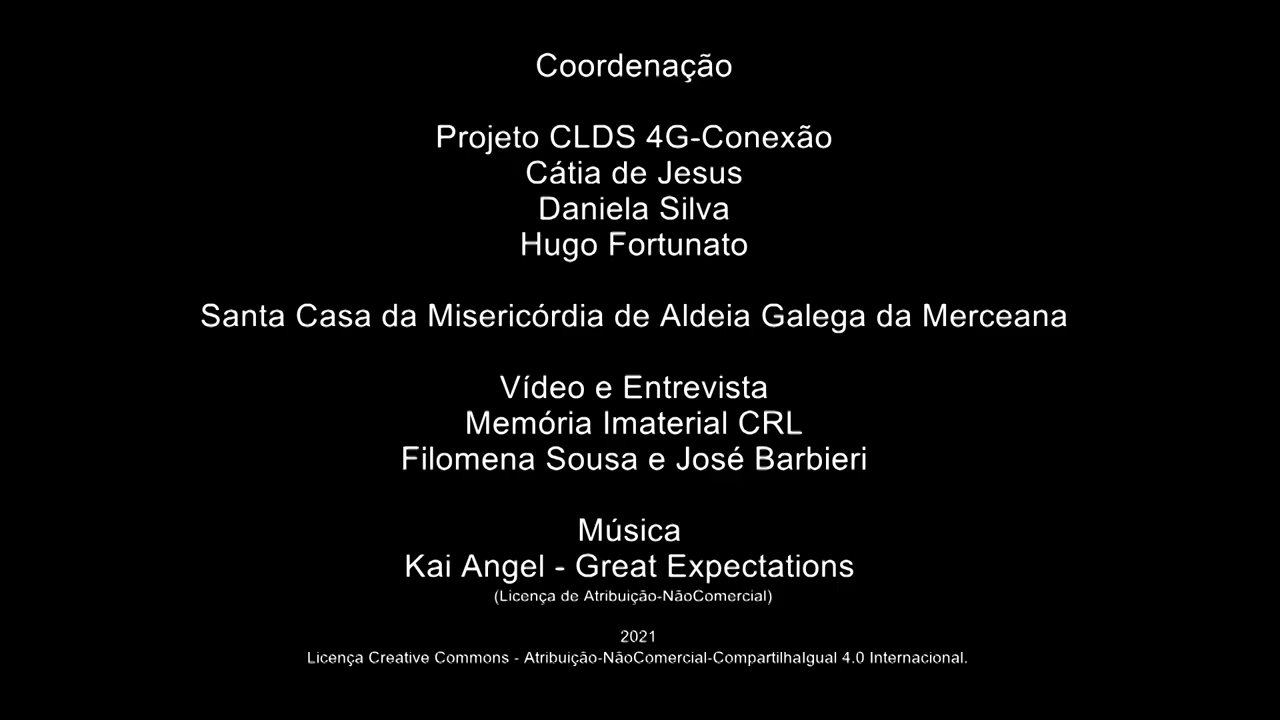 Coordenação
Projeto CLDS 4G-Conexão
Cátia de Jesus
Daniela Silva
Hugo Fortunato
Santa Casa da Misericórdia de Aldeia Galega da Merceana
Vídeo e Entrevista
Memória Imaterial CRL
Filomena Sousa e José Barbieri
Música
Kai Angel - Great Expectations
(Licença de Atribuição-NãoComercial)
2021
Licença Creative Commons - Atribuição-NãoComercial-CompartilhaIgual 4.0 Internacional.